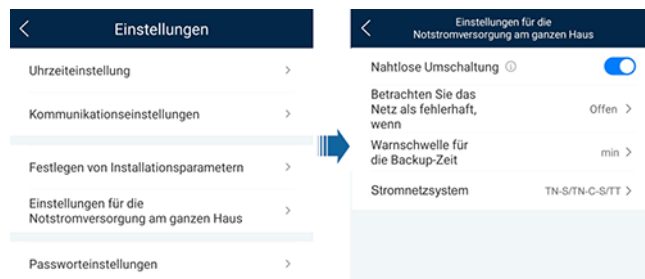 Einstellungen
Uhrzeiteinstellung
Kommunikationseinstellungen
Festlegen von Installationsparametern
Einstellungen für die
Notstromversorgung am ganzen Haus
Passworteinstellungen
Einstellungen für die
Notstromversorgung am ganzen Haus
Nahtlose Umschaltung
Betrachten Sie das
Netz als fehlerhaft,
wenn
Offen
Warnschwelle für
die Backup-Zeit
min
Stromnetzsystem
TN-S/TN-C-S/TT